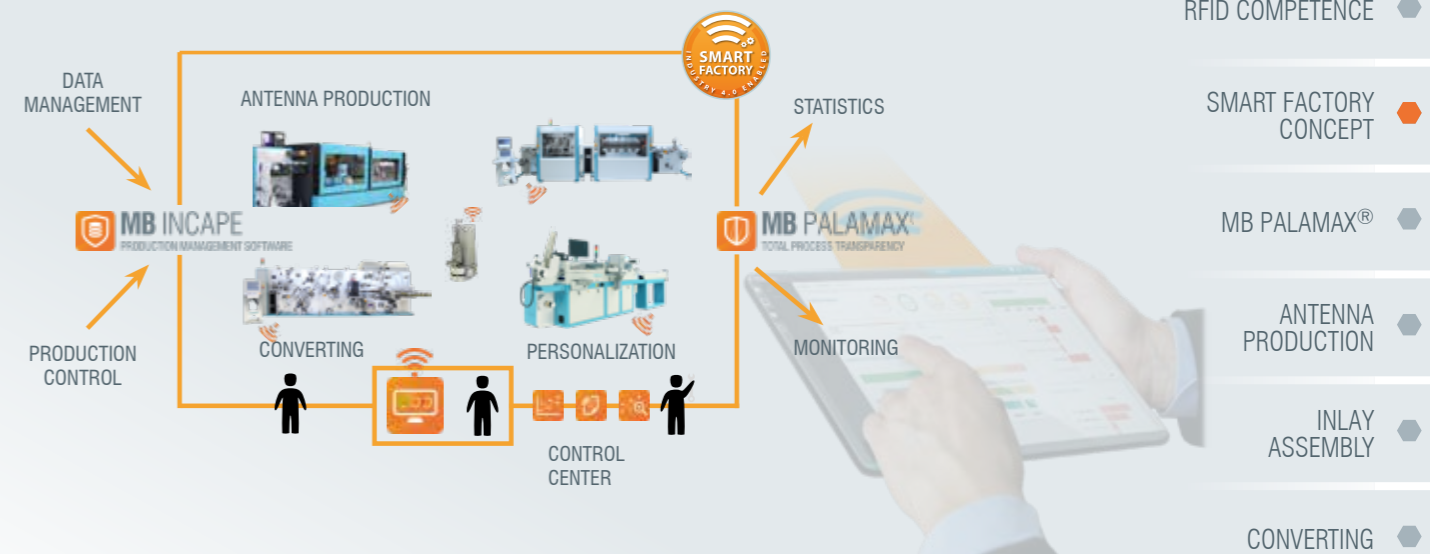 DATA
MANAGEMENT
ANTENNA PRODUCTION
SMART
FACTORY
INDUSTRY 4.0 ENABLED
STATISTICS
MB INCAPE
PRODUCTION MANAGEMENT SOFTWARE
MB PALAMAX
TOTAL PROCESS TRANSPARENCY
PRODUCTION
CONTROL
CONVERTING
PERSONALIZATION
MONITORING
CONTROL
CENTER
RFID COMPETENCE
SMART FACTORY
CONCEPT
MB PALAMAX®
ANTENNA
PRODUCTION
INLAY
ASSEMBLY
CONVERTING